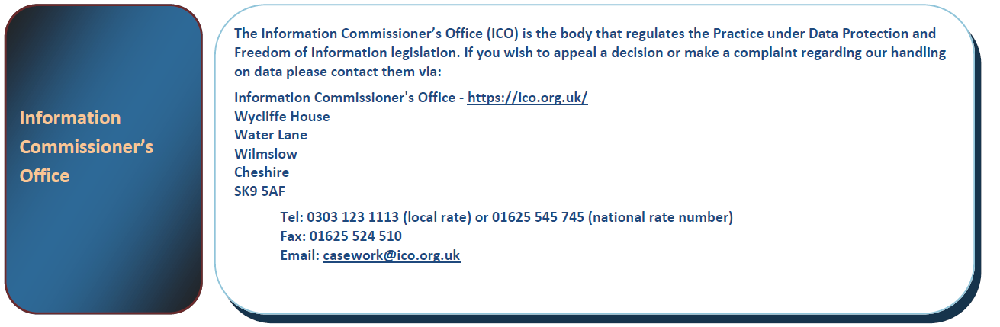 Information
Commissioner’s
Office
The Information Commissioner’s Office (ICO) is the body that regulates the Practice under Data Protection and
Freedom of Information legislation. If you wish to appeal a decision or make a complaint regarding our handling
on data please contact them via:
Information Commissioner's Office - https://ico.org.uk/
Wycliffe House
Water Lane
Wilmslow
Cheshire
SK9 5AF
Tel: 0303 123 1113 (local rate) or 01625 545 745 (national rate number)
Fax: 01625 524 510
Email: casework@ico.org.uk